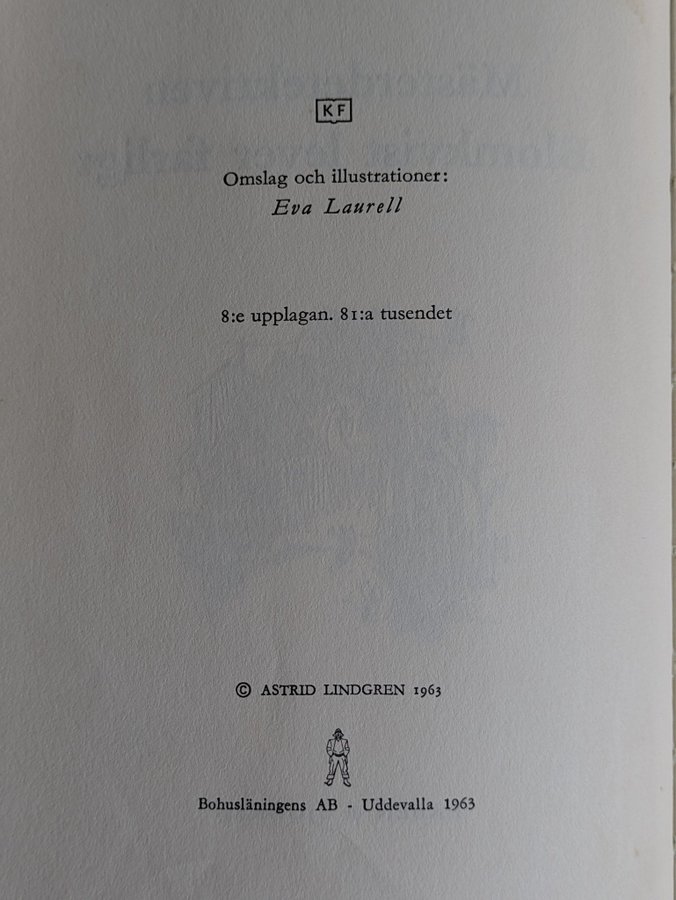 KF
Omslag och illustrationer:
Eva Laurell
8:e upplagan. 81:a tusendet
© ASTRID LINDGREN 1963
Bohusläningens AB - Uddevalla 1963